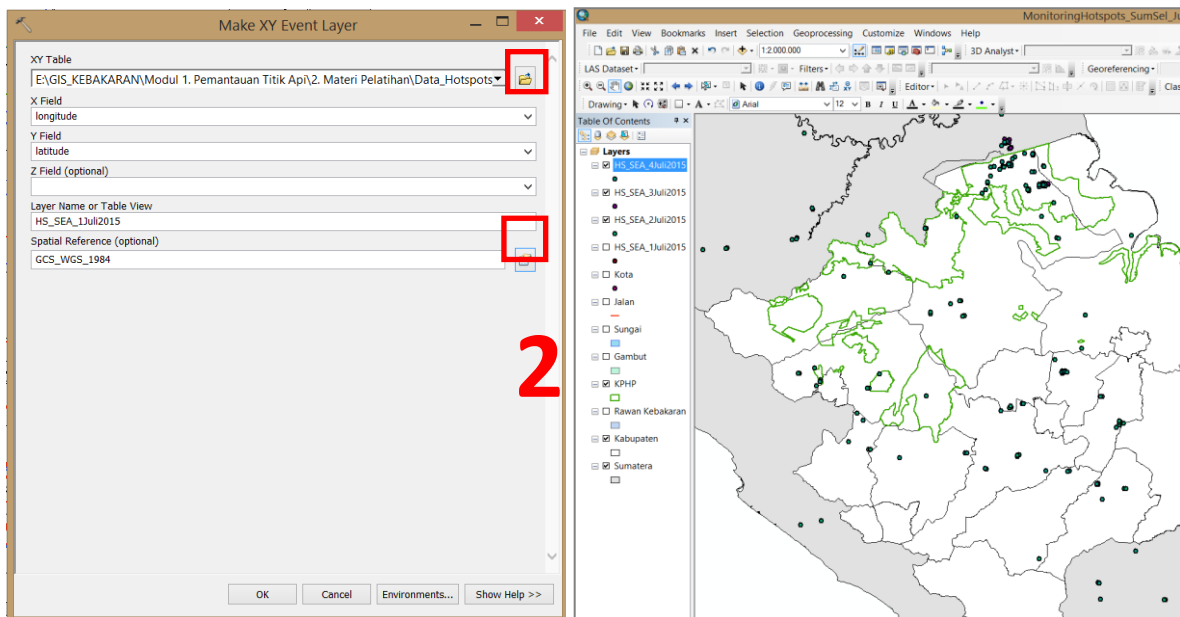 Make XY Event Layer
XY Table
E:\GIS_KEBAKARAN\Modul 1. Pemantauan Titik Api\2. Materi Pelatihan\Data_Hotspots
X Field
longitude
Y Field
latitude
Z Field (optional)
Layer Name or Table View
HS_SEA_1Juli2015
Spatial Reference (optional)
GCS_WGS_1984
2
OK Cancel Environments... Show Help >>
MonitoringHotspots_SumSel_Ju
File Edit View Bookmarks Insert Selection Geoprocessing Customize Windows Help
1:2.000.000 3D Analyst
LAS Dataset Filters Georeferencing
Editor Clas
Drawing A Arial 12 B I U A
Table Of Contents
Layers
HS_SEA_4Juli2015
HS_SEA_3Juli2015
HS_SEA_2Juli2015
HS_SEA_1Juli2015
Kota
Jalan
Sungai
Gambut
KPHP
Rawan Kebakaran
Kabupaten
Sumatera